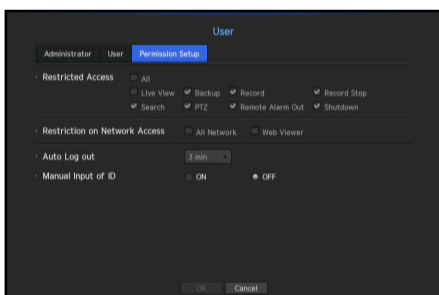 User
Administrator User Permission Setup
Restricted Access All
Live View Backup Record Record Stop
Search PTZ Remote Alarm Out Shutdown
Restriction on Network Access All Network Web Viewer
Auto Log out 3 min
Manual Input of ID ON OFF
OK Cancel